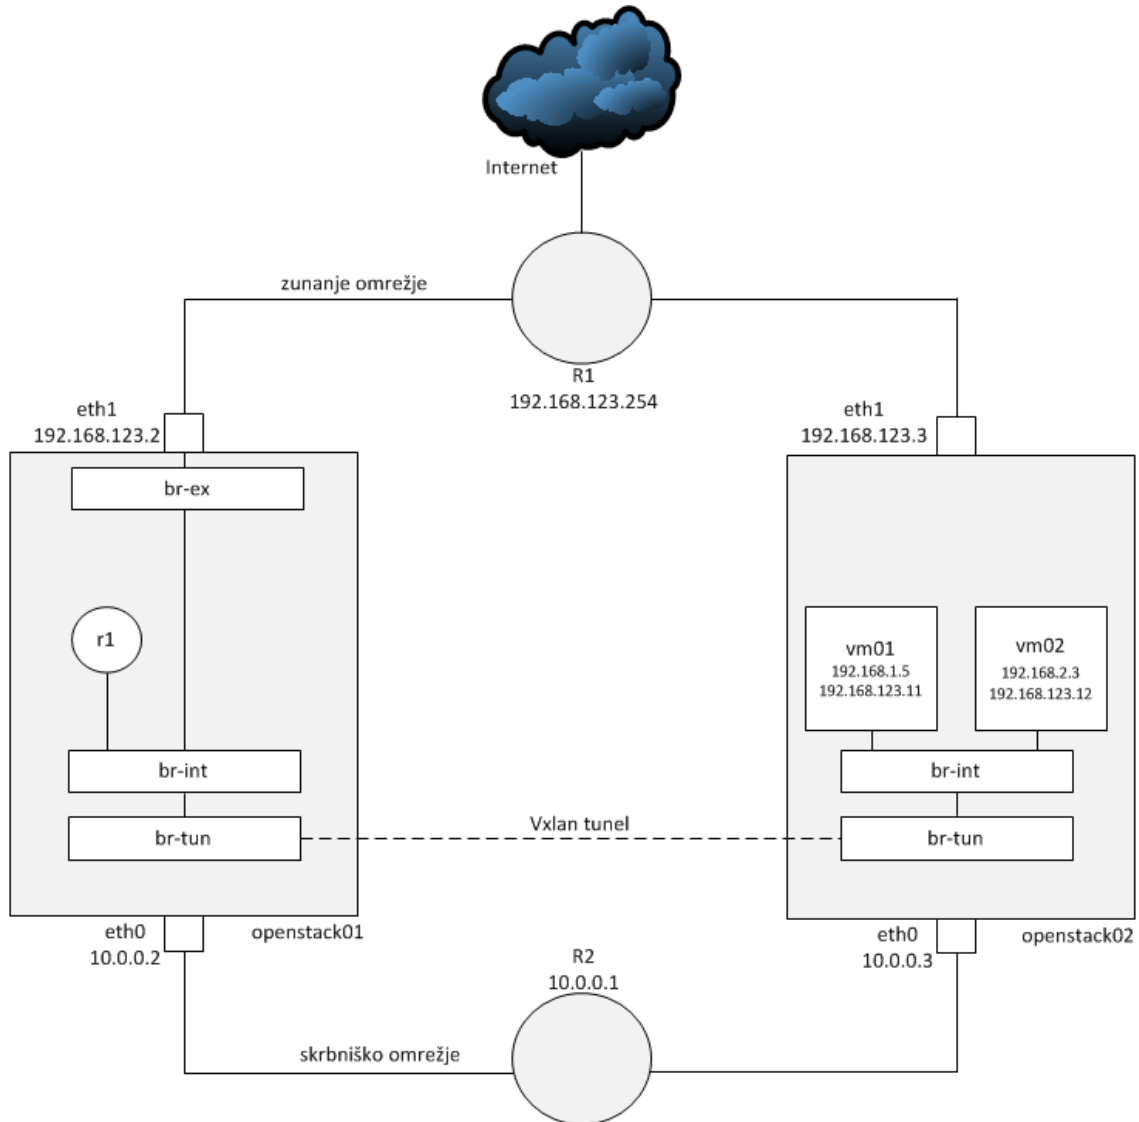 Internet
zunanje omrežje
R1
192.168.123.254
eth1
192.168.123.2
eth1
192.168.123.3
br-ex
r1
vm01
192.168.1.5
192.168.123.11
vm02
192.168.2.3
192.168.123.12
br-int
br-int
br-tun
Vxlan tunel
br-tun
eth0
10.0.0.2
openstack01
eth0
10.0.0.3
openstack02
R2
10.0.0.1
skrbniško omrežje